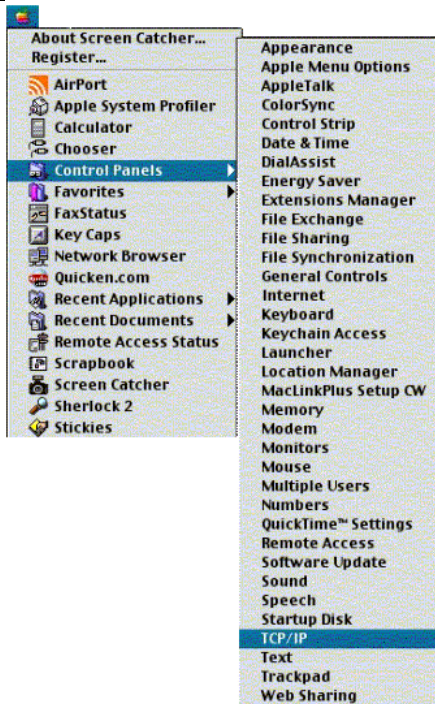 About Screen Catcher...
Register...
AirPort
Apple System Profiler
Calculator
Chooser
Control Panels
Favorites
FaxStatus
Key Caps
Network Browser
Quicken.com
Recent Applications
Recent Documents
Remote Access Status
Scrapbook
Screen Catcher
Sherlock 2
Stickies
Appearance
Apple Menu Options
AppleTalk
ColorSync
Control Strip
Date & Time
DialAssist
Energy Saver
Extensions Manager
File Exchange
File Sharing
File Synchronization
General Controls
Internet
Keyboard
Keychain Access
Launcher
Location Manager
MacLinkPlus Setup CW
Memory
Modem
Monitors
Mouse
Multiple Users
Numbers
QuickTime™ Settings
Remote Access
Software Update
Sound
Speech
Startup Disk
TCP/IP
Text
Trackpad
Web Sharing